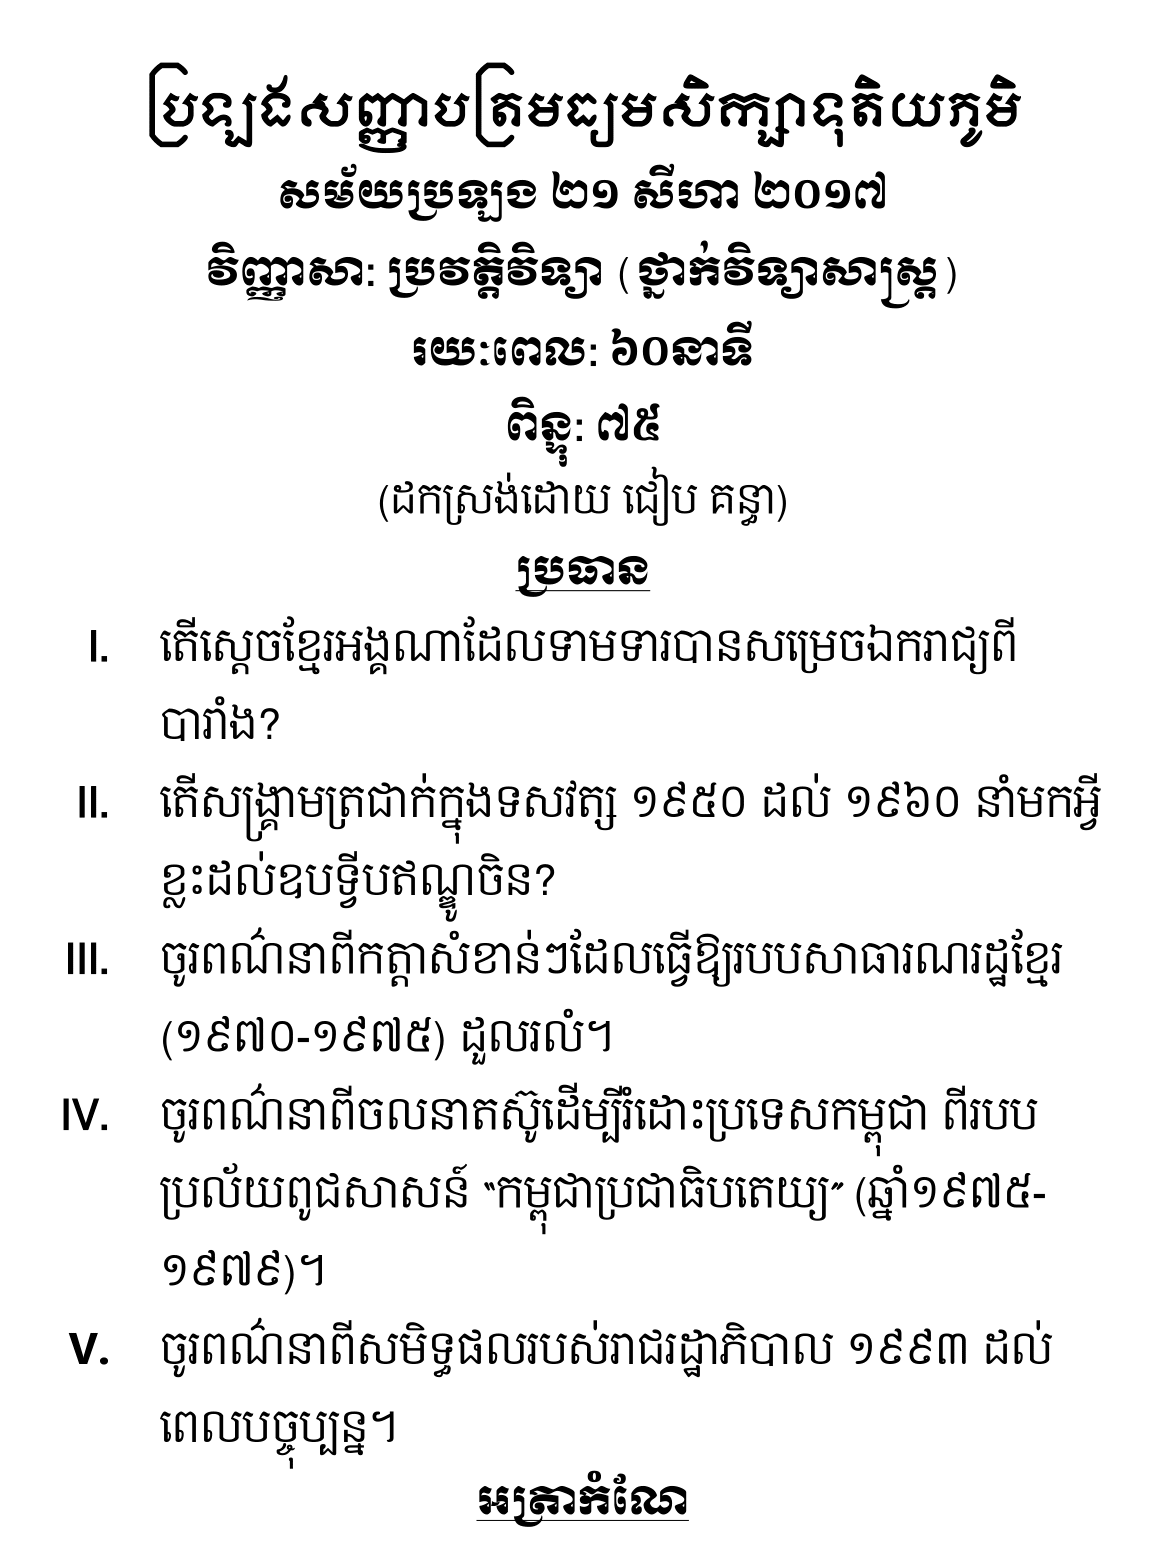 ប្រឡងសញ្ញាបត្រមធ្យមសិក្សាទុតិយភូមិ
សម័យប្រឡង ២១ សីហា ២០១៧
វិញ្ញាសា: ប្រវត្តិវិទ្យា (ថ្នាក់វិទ្យាសាស្ត្រ)
រយៈពេល: ៦០នាទី
ពិន្ទុ: ៧៥
(ដកស្រង់ដោយ ជៀប គន្ធា)
ប្រធាន
I. តើស្តេចខ្មែរអង្គណាដែលទាមទារបានសម្រេចឯករាជ្យពី
បារាំង?
II. តើសង្គ្រាមត្រជាក់ក្នុងទសវត្ស ១៩៥០ ដល់ ១៩៦០ នាំមកអ្វី
ខ្លះដល់ឧបទ្វីបឥណ្ឌូចិន?
III. ចូរពណ៌នាពីកត្តាសំខាន់ៗដែលធ្វើឱ្យរបបសាធារណរដ្ឋខ្មែរ
(១៩៧០-១៩៧៥) ដួលរលំ។
IV. ចូរពណ៌នាពីចលនាតស៊ូដើម្បីរំដោះប្រទេសកម្ពុជា ពីរបប
ប្រល័យពូជសាសន៍ “កម្ពុជាប្រជាធិបតេយ្យ” (ឆ្នាំ១៩៧៥-
១៩៧៩)។
V. ចូរពណ៌នាពីសមិទ្ធផលរបស់រាជរដ្ឋាភិបាល ១៩៩៣ ដល់
ពេលបច្ចុប្បន្ន។
អត្រាកំណែ